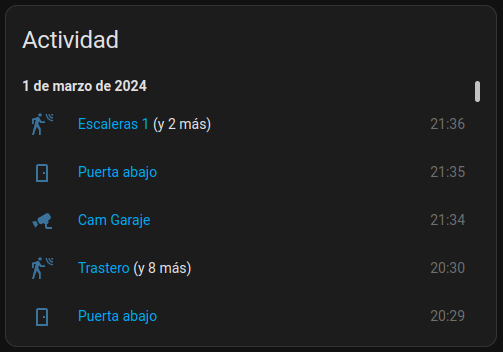 Actividad
1 de marzo de 2024
Escaleras 1 (y 2 más) 21:36
Puerta abajo 21:35
Cam Garaje 21:34
Trastero (y 8 más) 20:30
Puerta abajo 20:29